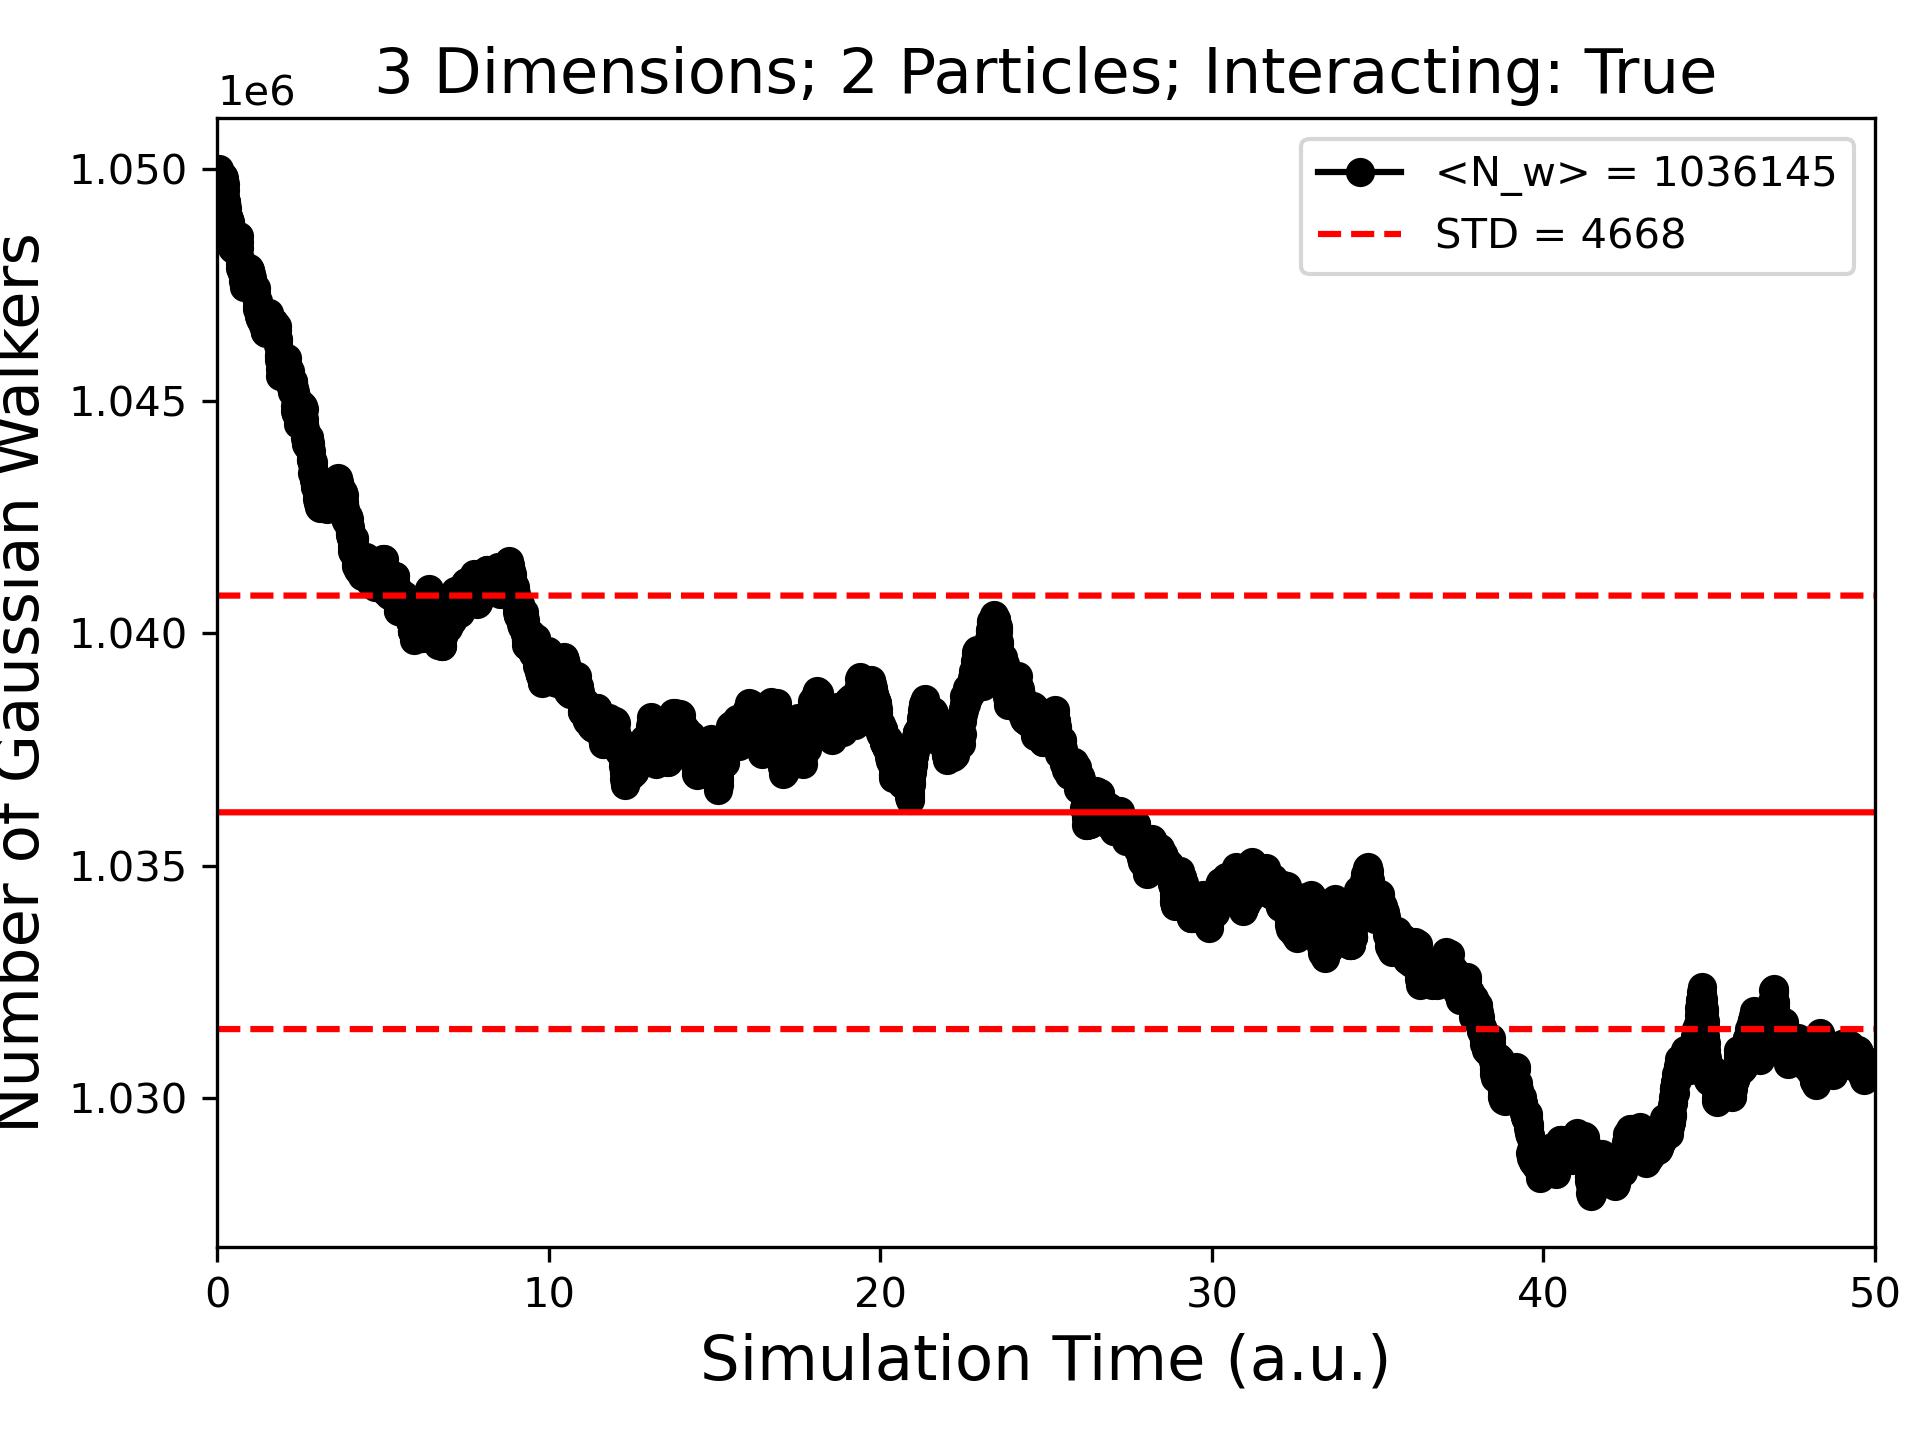 3 Dimensions; 2 Particles; Interacting: True
1e6
<N_w> = 1036145
STD = 4668
1.050
1.045
1.040
1.035
1.030
Number of Gaussian Walkers
0 10 20 30 40 50
Simulation Time (a.u.)